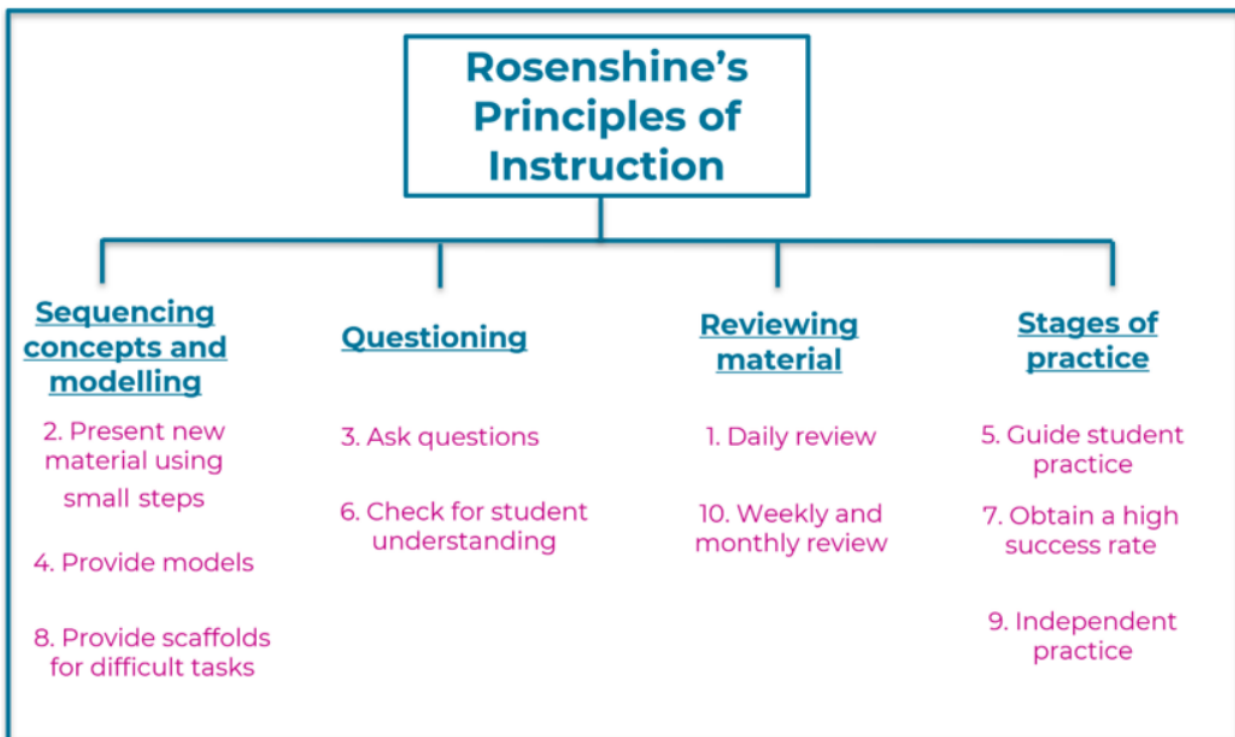 Rosenshine’s
Principles of
Instruction
Sequencing
concepts and
modelling
2. Present new
material using
small steps
4. Provide models
8. Provide scaffolds
for difficult tasks
Questioning
3. Ask questions
6. Check for student
understanding
Reviewing
material
1. Daily review
10. Weekly and
monthly review
Stages of
practice
5. Guide student
practice
7. Obtain a high
success rate
9. Independent
practice